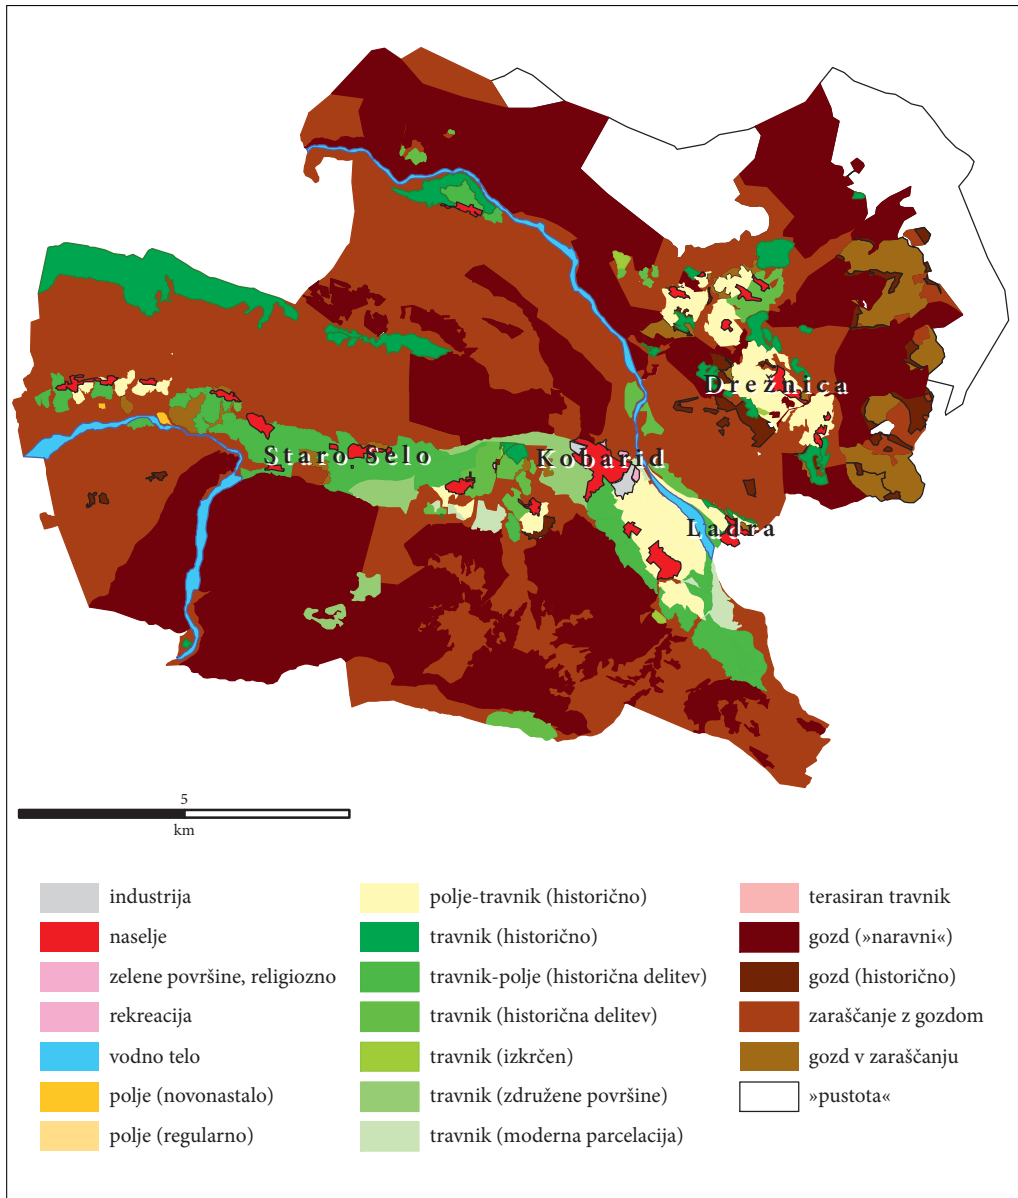 Drežnica
Staro Selo
Kobarid
Ladra
5
km
industrija
naselje
zelene površine, religiozno
rekreacija
vodno telo
polje (novonastalo)
polje (regularno)
polje-travnik (historično)
travnik (historično)
travnik-polje (historična delitev)
travnik (historična delitev)
travnik (izkrčen)
travnik (združene površine)
travnik (moderna parcelacija)
terasiran travnik
gozd (»naravni«)
gozd (historično)
zaraščanje z gozdom
gozd v zaraščanju
»pustota«